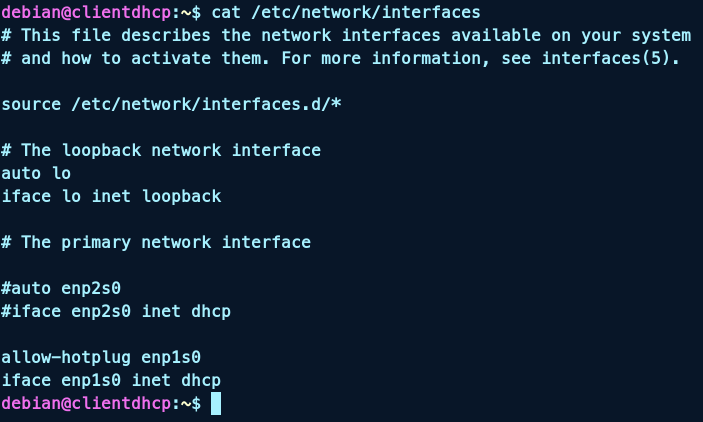 debian@clientdhcp:~$ cat /etc/network/interfaces
# This file describes the network interfaces available on your system
# and how to activate them. For more information, see interfaces(5).
source /etc/network/interfaces.d/*
# The loopback network interface
auto lo
iface lo inet loopback
# The primary network interface
#auto enp2s0
#iface enp2s0 inet dhcp
allow-hotplug enp1s0
iface enp1s0 inet dhcp
debian@clientdhcp:~$